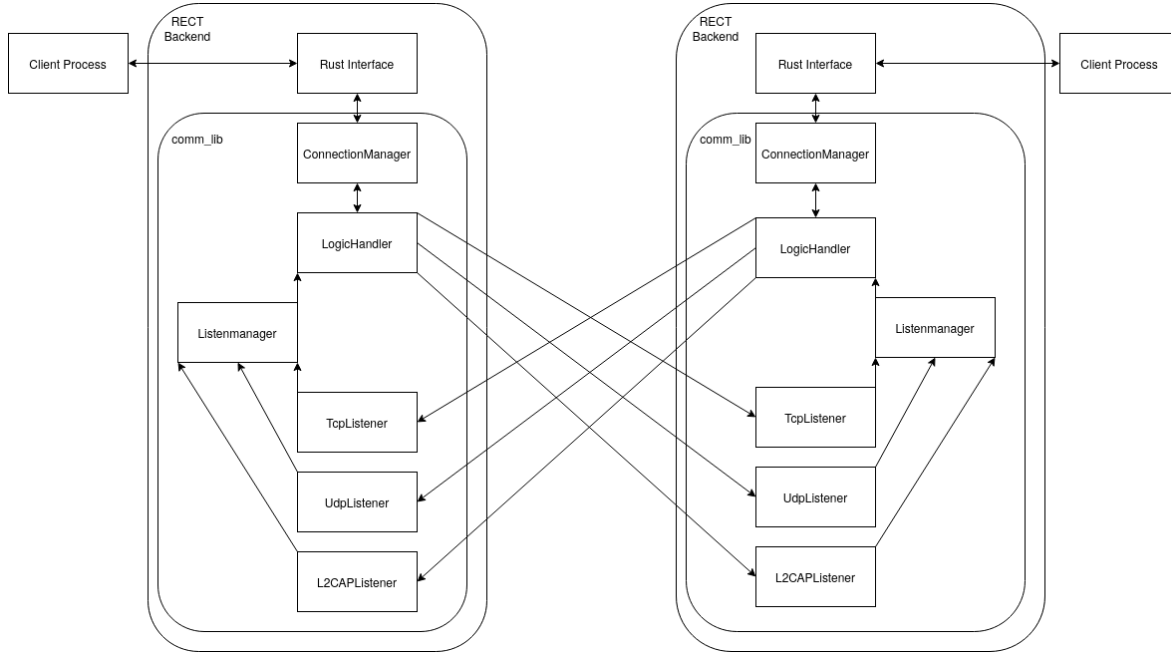 RECT
Backend
Client Process
Rust Interface
comm_lib
ConnectionManager
LogicHandler
Listenmanager
TcpListener
UdpListener
L2CAPListener
RECT
Backend
Rust Interface
Client Process
comm_lib
ConnectionManager
LogicHandler
Listenmanager
TcpListener
UdpListener
L2CAPListener